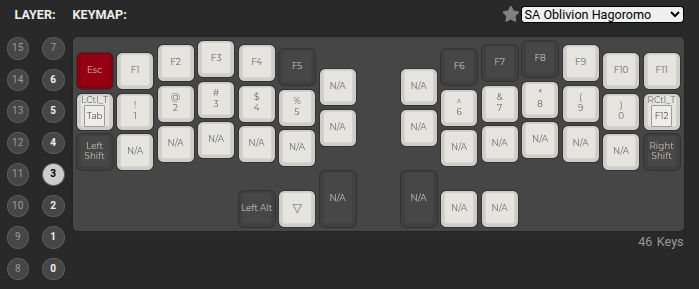 LAYER: KEYMAP: SA Oblivion Hagoromo
15 7
14 6
13 5
12 4
11 3
10 2
9 1
8 0
Esc F1 F2 F3 F4 F5 F6 F7 F8 F9 F10 F11
N/A N/A
LCtl_T
Tab
!
1
@
2
#
3
$
4
%
5
^
6
&
7
*
8
(
9
)
0
RCtl_T
F12
N/A N/A
Left
Shift
N/A N/A N/A N/A N/A N/A N/A N/A N/A N/A
Right
Shift
Left Alt ▽ N/A N/A N/A N/A
46 Keys